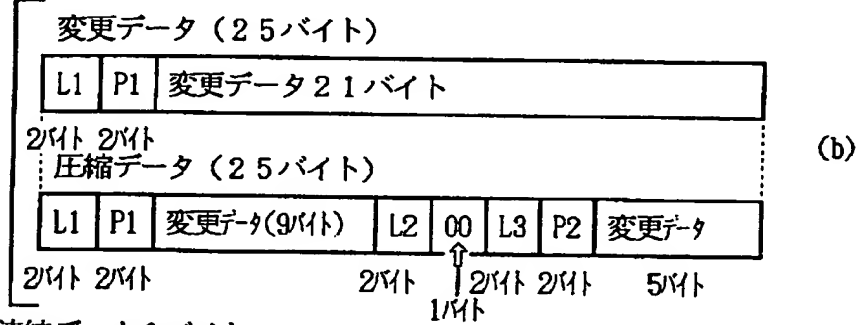 変更データ(25バイト)
L1 P1 変更データ21バイト
2バイト 2バイト
(b)
圧縮データ(25バイト)
L1 P1 変更データ(9バイト) L2 00 L3 P2 変更データ
2バイト 2バイト 2バイト 2バイト 2バイト 5バイト
1バイト